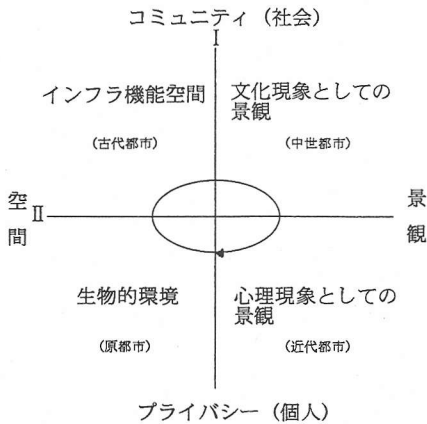 コミュニティ（社会）
I
インフラ機能空間
文化現象としての
景観
（古代都市）
（中世都市）
空間
II
景観
生物的環境
心理現象としての
景観
（原都市）
（近代都市）
プライバシー（個人）